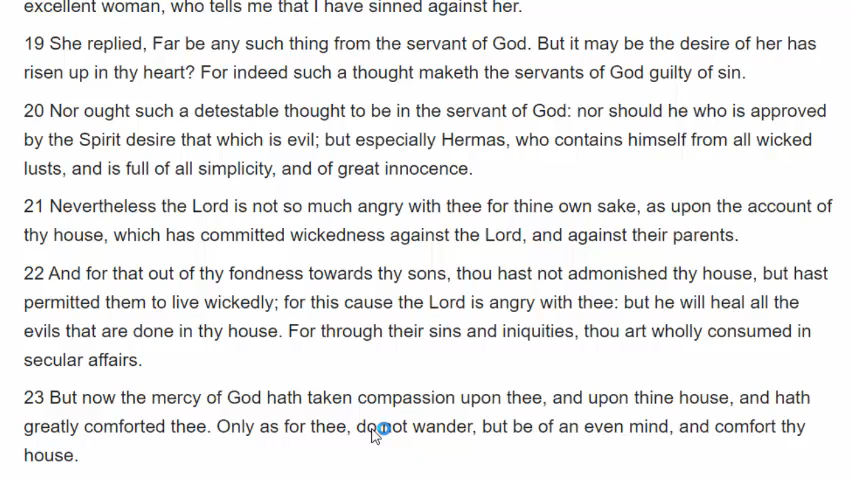 excellent woman, who tells me that I have sinned against her.
19 She replied, Far be any such thing from the servant of God. But it may be the desire of her has
risen up in thy heart? For indeed such a thought maketh the servants of God guilty of sin.
20 Nor ought such a detestable thought to be in the servant of God: nor should he who is approved
by the Spirit desire that which is evil; but especially Hermas, who contains himself from all wicked
lusts, and is full of all simplicity, and of great innocence.
21 Nevertheless the Lord is not so much angry with thee for thine own sake, as upon the account of
thy house, which has committed wickedness against the Lord, and against their parents.
22 And for that out of thy fondness towards thy sons, thou hast not admonished thy house, but hast
permitted them to live wickedly; for this cause the Lord is angry with thee: but he will heal all the
evils that are done in thy house. For through their sins and iniquities, thou art wholly consumed in
secular affairs.
23 But now the mercy of God hath taken compassion upon thee, and upon thine house, and hath
greatly comforted thee. Only as for thee, do not wander, but be of an even mind, and comfort thy
house.